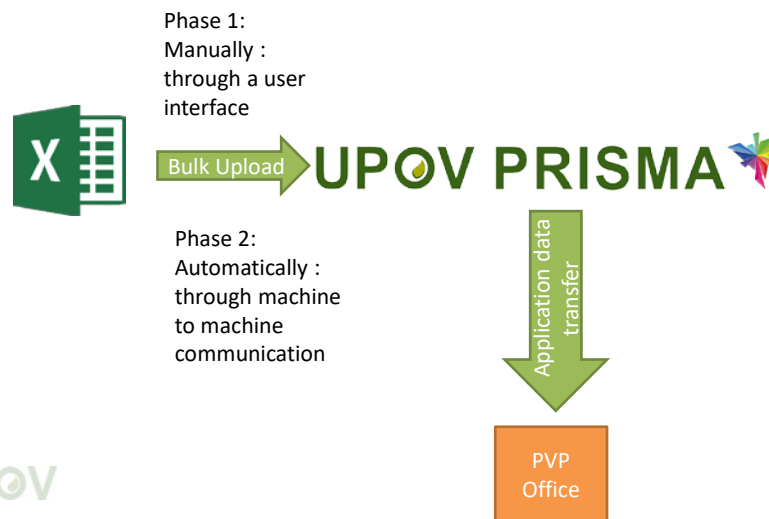 Phase 1:
Manually :
through a user
interface
X
Bulk Upload
UPOV PRISMA
Phase 2:
Automatically :
through machine
to machine
communication
Application data
transfer
PVP
Office
OV